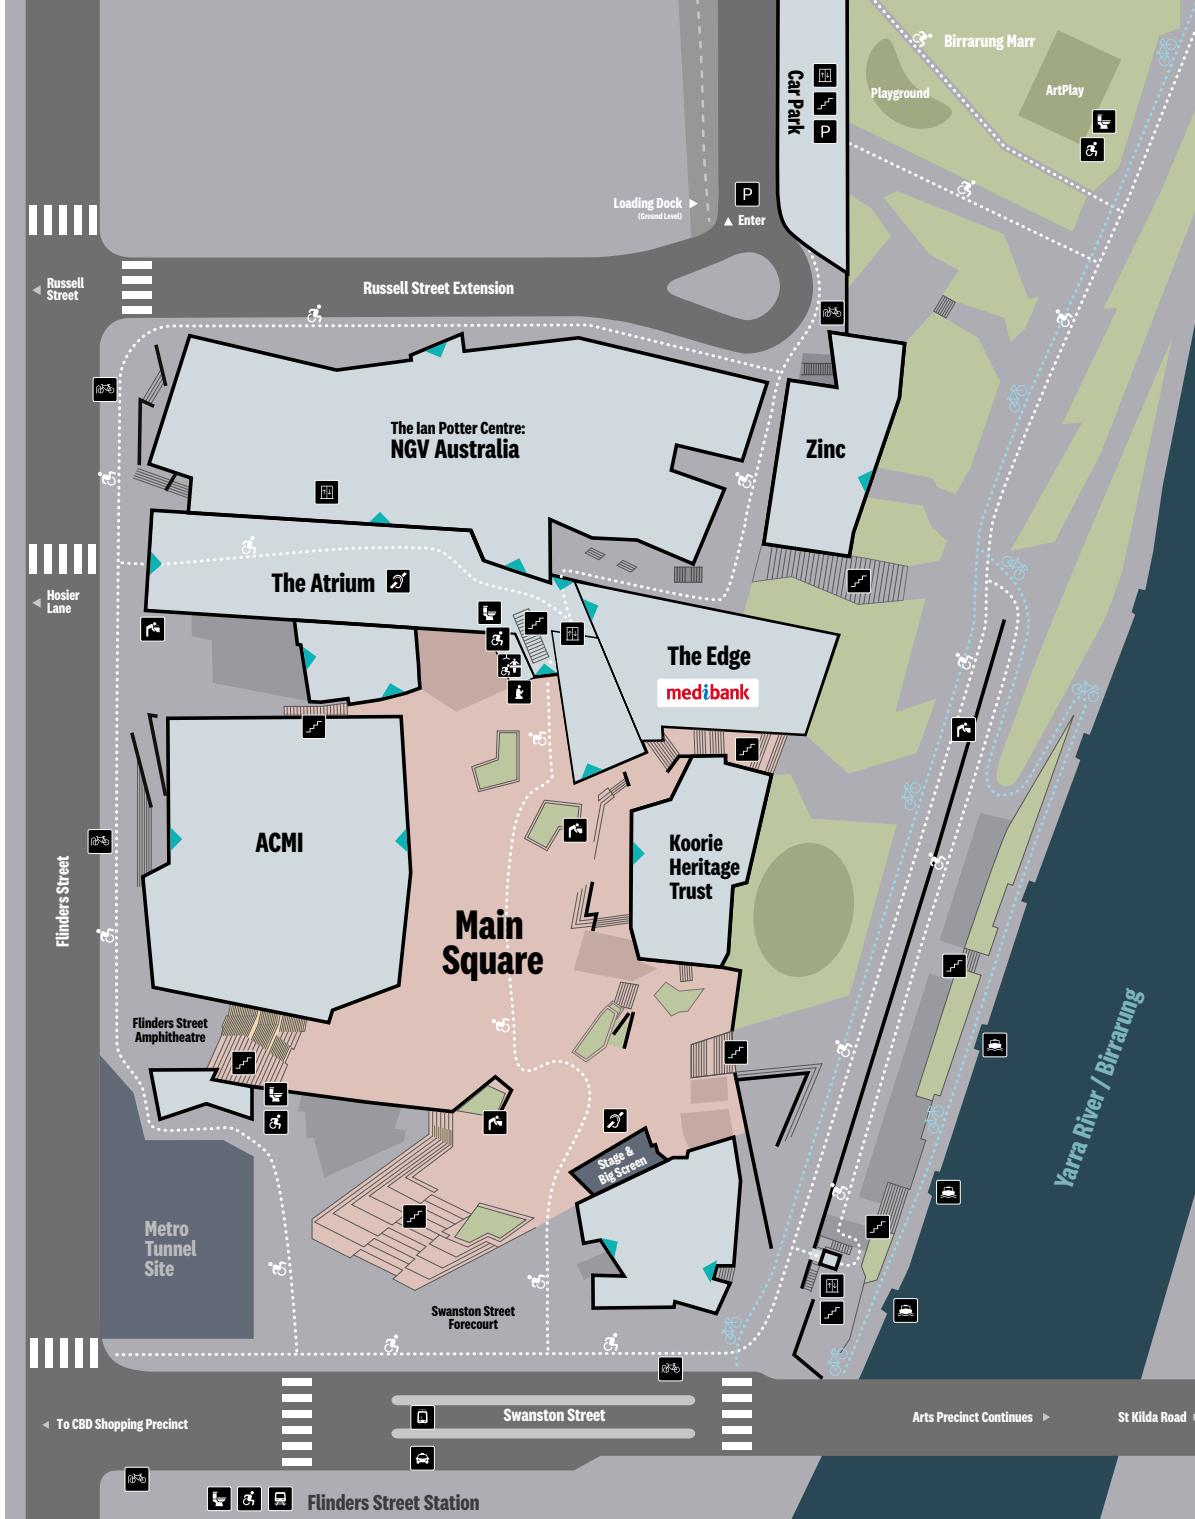 Birrarung Marr
Car Park
Playground
ArtPlay
P
P
Loading Dock
(Ground Level)
Enter
Russell
Street
Russell Street Extension
The Ian Potter Centre:
NGV Australia
Zinc
The Atrium
Hosier
Lane
The Edge
medibank
ACMI
Koorie
Heritage
Trust
Flinders Street
Main
Square
Flinders Street
Amphitheatre
Yarra River / Birrarung
Stage &
Big Screen
Metro
Tunnel
Site
Swanston Street
Forecourt
To CBD Shopping Precinct
Swanston Street
Arts Precinct Continues
St Kilda Road
Flinders Street Station